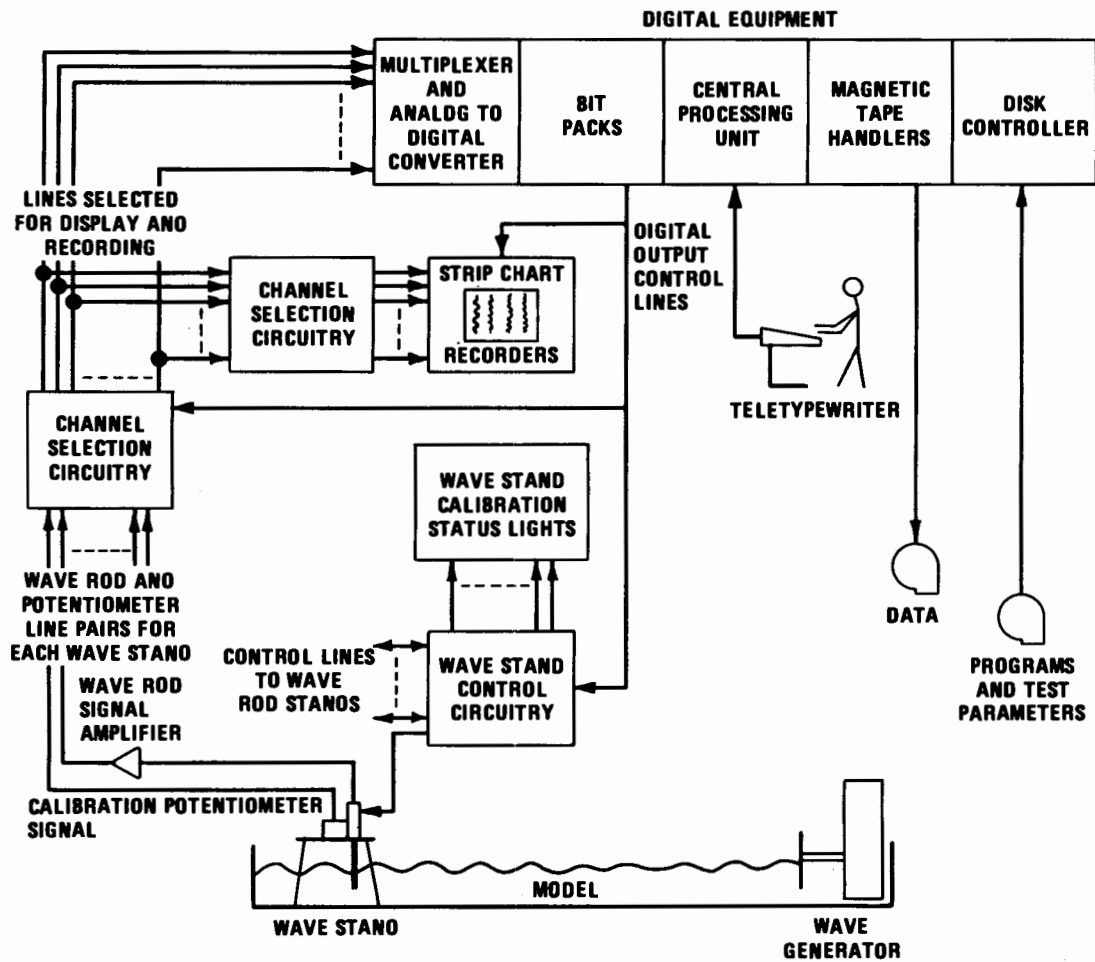 DIGITAL EQUIPMENT
MULTIPLEXER
AND
ANALOG TO
DIGITAL
CONVERTER
BIT
PACKS
CENTRAL
PROCESSING
UNIT
MAGNETIC
TAPE
HANDLERS
DISK
CONTROLLER
LINES SELECTED
FOR DISPLAY AND
RECORDING
CHANNEL
SELECTION
CIRCUITRY
STRIP CHART
RECORDERS
DIGITAL
OUTPUT
CONTROL
LINES
TELETYPEWRITER
CHANNEL
SELECTION
CIRCUITRY
WAVE STAND
CALIBRATION
STATUS LIGHTS
WAVE ROD AND
POTENTIOMETER
LINE PAIRS FOR
EACH WAVE STANO
CONTROL LINES
TO WAVE
ROD STANOS
WAVE STAND
CONTROL
CIRCUITRY
DATA
PROGRAMS
AND TEST
PARAMETERS
WAVE ROD
SIGNAL
AMPLIFIER
CALIBRATION POTENTIOMETER
SIGNAL
MODEL
WAVE STANO
WAVE
GENERATOR